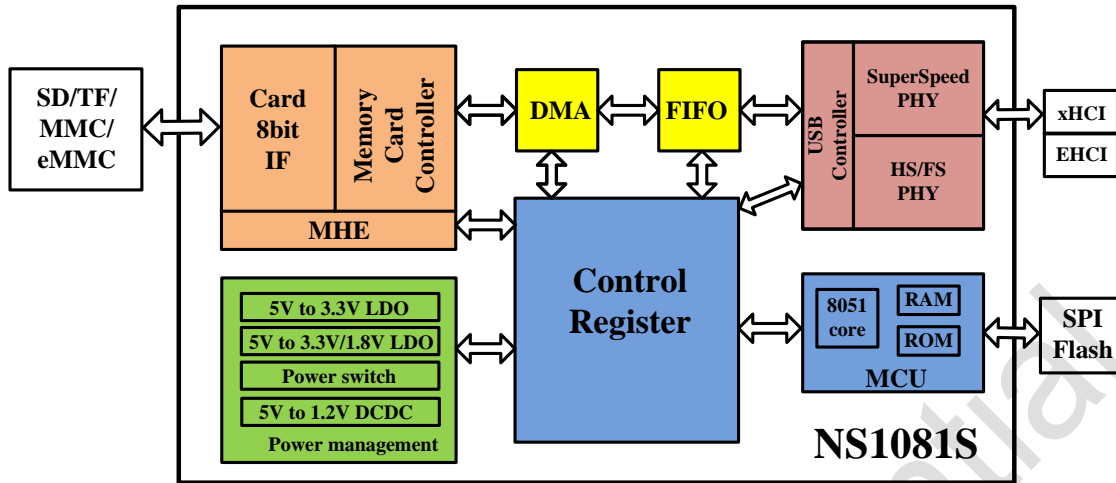 SD/TF/
MMC/
eMMC
Card
8bit
IF
Memory
Card
Controller
MHE
DMA
FIFO
USB
Controller
SuperSpeed
PHY
HS/FS
PHY
xHCI
EHCI
Control
Register
5V to 3.3V LDO
5V to 3.3V/1.8V LDO
Power switch
5V to 1.2V DCDC
Power management
8051
core
RAM
ROM
MCU
SPI
Flash
NS1081S